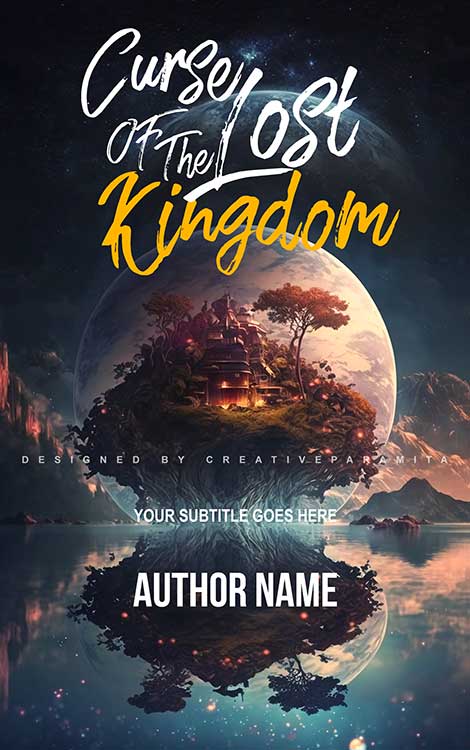 Curse
OF The Lost
Kingdom
DESIGNED BY CREATIVEPARAMITA
YOUR SUBTITLE GOES HERE
AUTHOR NAME